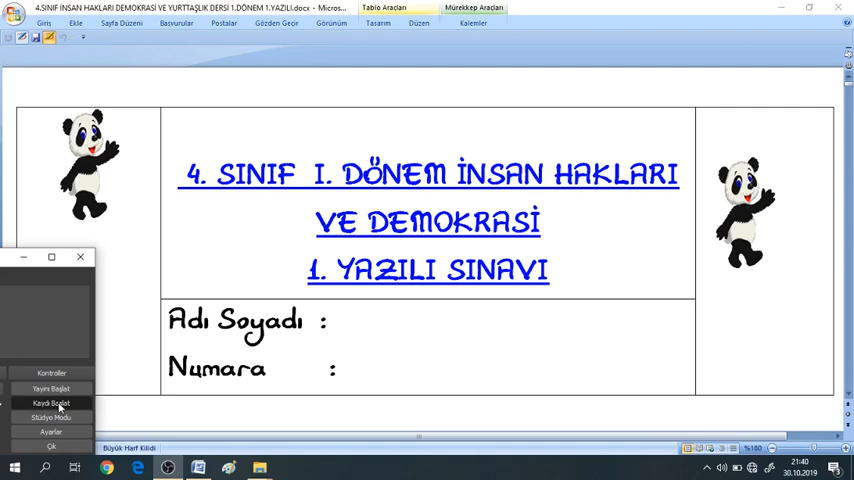 4.SINIF İNSAN HAKLARI DEMOKRASİ VE YURTTAŞLIK DERSİ 1.DÖNEM 1.YAZILI.docx - Micros...
Tablo Araçları
Mürekkep Araçları
Giriş Ekle Sayfa Düzeni Başvurular Postalar Gözden Geçir Görünüm Tasarım Düzen Kalemler
4. SINIF I. DÖNEM İNSAN HAKLARI
VE DEMOKRASİ
1. YAZILI SINAVI
Adı Soyadı :
Numara :
Kontroller
Yayını Başlat
Kaydı Başlat
Stüdyo Modu
Ayarlar
Çık
Büyük Harf Kilidi
%180
21:40
30.10.2019